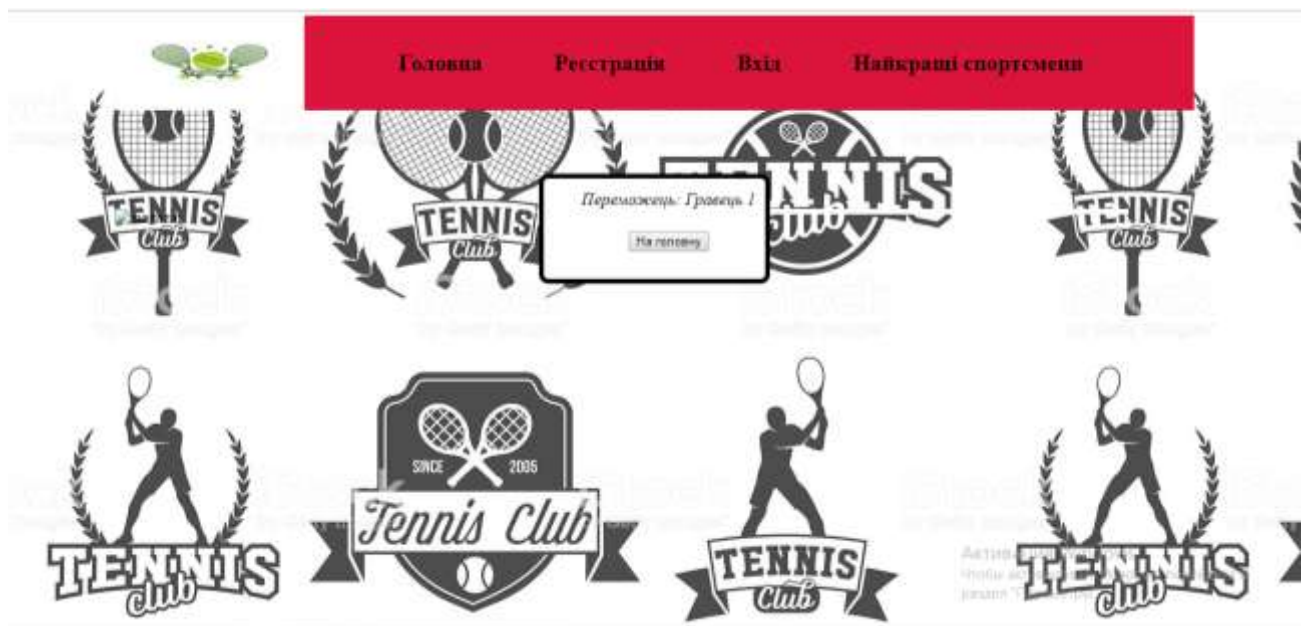 Головна Реєстрація Вхід Найкращі спортсмени
TENNIS
Club
TENNIS
Club
TENNIS
club
TENNIS
Club
Переможець: Гравець 1
На головну
TENNIS
club
SINCE 2005
Tennis Club
TENNIS
Club
TENNIS
club